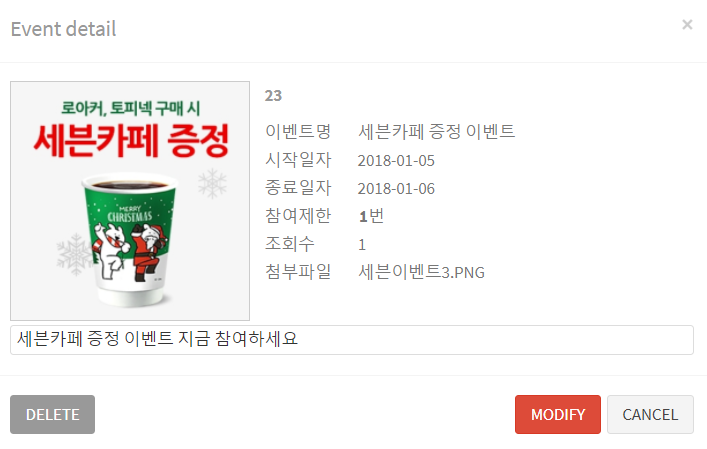 Event detail
×
로아커, 토피넥 구매 시
세븐카페 증정
MERRY
CHRISTMAS
23
이벤트명 세븐카페 증정 이벤트
시작일자 2018-01-05
종료일자 2018-01-06
참여제한 1번
조회수 1
첨부파일 세븐이벤트3.PNG
세븐카페 증정 이벤트 지금 참여하세요
DELETE MODIFY CANCEL